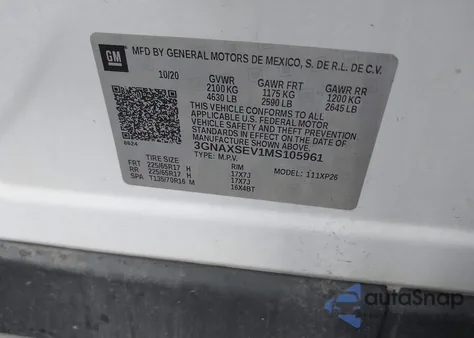 GM
MFD BY GENERAL MOTORS DE MEXICO, S. DE R.L. DE C.V.
10/20 GVWR GAWR FRT GAWR RR
2100 KG 1175 KG 1200 KG
4630 LB 2590 LB 2645 LB
THIS VEHICLE CONFORMS TO ALL
APPLICABLE U.S. FEDERAL MOTOR
VEHICLE SAFETY, BUMPER, AND THEFT
PREVENTION STANDARDS IN EFFECT ON
THE DATE OF MANUFACTURE SHOWN ABOVE.
8624 3GNAXSEV1MS105961
TYPE: M.P.V. MODEL: 111XP26
TIRE SIZE RIM
FRT 225/65R17 H 17X7J
RR 225/65R17 H 17X7J
SPA T135/70R16 M 16X4BT
autoSnap